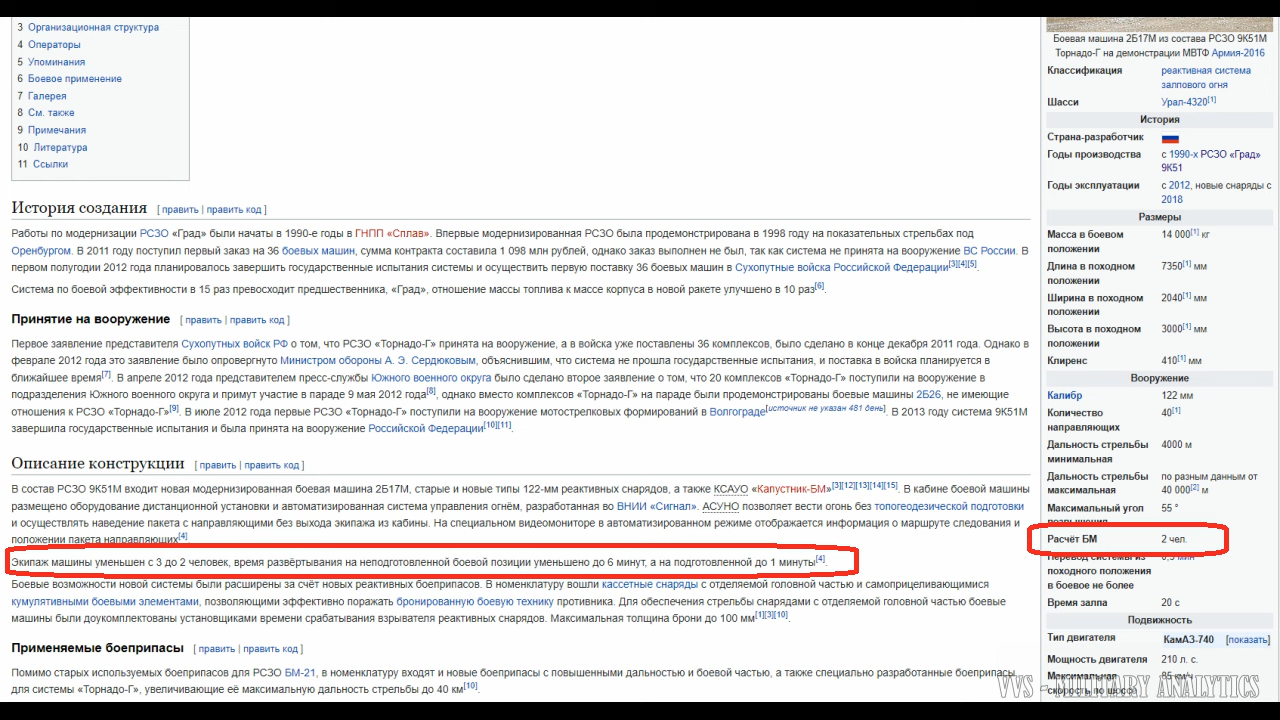 3 Организационная структура
4 Операторы
5 Упоминания
6 Боевое применение
7 Галерея
8 См. также
9 Примечания
10 Литература
11 Ссылки
История создания [ править | править код ]
Работы по модернизации РСЗО «Град» были начаты в 1990-е годы в ГНПП «Сплав». Впервые модернизированная РСЗО была продемонстрирована в 1998 году на показательных стрельбах под
Оренбургом. В 2011 году поступил первый заказ на 36 боевых машин, сумма контракта составила 1 098 млн рублей, однако заказ выполнен не был, так как система не принята на вооружение ВС России. В
первом полугодии 2012 года планировалось завершить государственные испытания системы и осуществить первую поставку 36 боевых машин в Сухопутные войска Российской Федерации[3][4][5].
Система по боевой эффективности в 15 раз превосходит предшественника, «Град», отношение массы топлива к массе корпуса в новой ракете улучшено в 10 раз[6].
Принятие на вооружение [ править | править код ]
Первое заявление представителя Сухопутных войск РФ о том, что РСЗО «Торнадо-Г» принята на вооружение, а в войска уже поставлены 36 комплексов, было сделано в конце декабря 2011 года. Однако в
феврале 2012 года это заявление было опровергнуто Министром обороны А. Э. Сердюковым, объяснившим, что система не прошла государственные испытания, и поставка в войска планируется в
ближайшее время[7]. В апреле 2012 года представителем пресс-службы Южного военного округа было сделано второе заявление о том, что 20 комплексов «Торнадо-Г» поступили на вооружение в
подразделения Южного военного округа и примут участие в параде 9 мая 2012 года[8], однако вместо комплексов «Торнадо-Г» на параде были продемонстрированы боевые машины 2Б26, не имеющие
отношения к РСЗО «Торнадо-Г»[9]. В июле 2012 года первые РСЗО «Торнадо-Г» поступили на вооружение мотострелковых формирований в Волгограде[источник не указан 481 день]. В 2013 году система 9К51М
завершила государственные испытания и была принята на вооружение Российской Федерации[10][11].
Описание конструкции [ править | править код ]
В состав РСЗО 9К51М входит новая модернизированная боевая машина 2Б17М, старые и новые типы 122-мм реактивных снарядов, а также КСАУО «Капустник-БМ»[3][12][13][14][15]. В кабине боевой машины
размещено оборудование дистанционной установки и автоматизированная система управления огнём, разработанная во ВНИИ «Сигнал». АСУНО позволяет вести огонь без топогеодезической подготовки
и осуществлять наведение пакета с направляющими без выхода экипажа из кабины. На специальном видеомониторе в автоматизированном режиме отображается информация о маршруте следования и
положении пакета направляющих[4]
Экипаж машины уменьшен с 3 до 2 человек, время развёртывания на неподготовленной боевой позиции уменьшено до 6 минут, а на подготовленной до 1 минуты[4].
Боевые возможности новой системы были расширены за счёт новых реактивных боеприпасов. В номенклатуру вошли кассетные снаряды с отделяемой головной частью и самоприцеливающимися
кумулятивными боевыми элементами, позволяющими эффективно поражать бронированную боевую технику противника. Для обеспечения стрельбы снарядами с отделяемой головной частью боевые
машины были доукомплектованы установщиками времени срабатывания взрывателя реактивных снарядов. Максимальная толщина брони до 100 мм[1][3][10].
Применяемые боеприпасы [ править | править код ]
Помимо старых используемых боеприпасов для РСЗО БМ-21, в номенклатуру входят и новые боеприпасы с повышенными дальностью и боевой частью, а также специально разработанные боеприпасы
для системы «Торнадо-Г», увеличивающие её максимальную дальность стрельбы до 40 км[10].
Боевая машина 2Б17М из состава РСЗО 9К51М
Торнадо-Г на демонстрации МВТФ Армия-2016
Классификация реактивная система
залпового огня
Шасси Урал-4320[1]
История
Страна-разработчик
Годы производства с 1990-х РСЗО «Град»
9К51
Годы эксплуатации с 2012, новые снаряды с
2018
Размеры
Масса в боевом 14 000[1] кг
положении
Длина в походном 7350[1] мм
положении
Ширина в походном 2040[1] мм
положении
Высота в походном 3000[1] мм
положении
Клиренс 410[1] мм
Вооружение
Калибр 122 мм
Количество 40[1]
направляющих
Дальность стрельбы 4000 м
минимальная
Дальность стрельбы по разным данным от
максимальная 40 000[2] м
Максимальный угол 55 °
возвышения
Расчёт БМ 2 чел.
Перевод системы из 0,5 мин
походного положения
в боевое не более
Время залпа 20 с
Подвижность
Тип двигателя КамАЗ-740 [показать]
Мощность двигателя 210 л. с.
Максимальная 85 км/ч
скорость по шоссе
VVS - MILITARY ANALYTICS